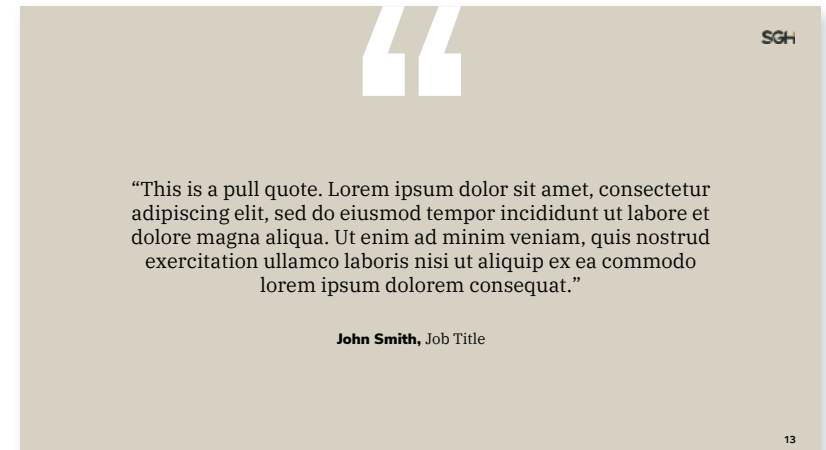 “
SGH
“This is a pull quote. Lorem ipsum dolor sit amet, consectetur
adipiscing elit, sed do eiusmod tempor incididunt ut labore et
dolore magna aliqua. Ut enim ad minim veniam, quis nostrud
exercitation ullamco laboris nisi ut aliquip ex ea commodo
lorem ipsum dolorem consequat.”
John Smith, Job Title
13